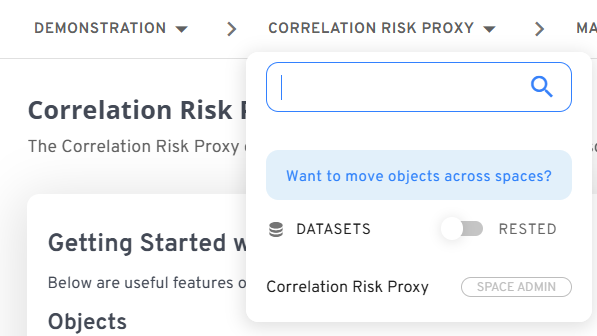 DEMONSTRATION > CORRELATION RISK PROXY > MA
Correlation Risk
The Correlation Risk Proxy
Want to move objects across spaces?
DATASETS RESTED
Getting Started
Below are useful features
Correlation Risk Proxy SPACE ADMIN
Objects